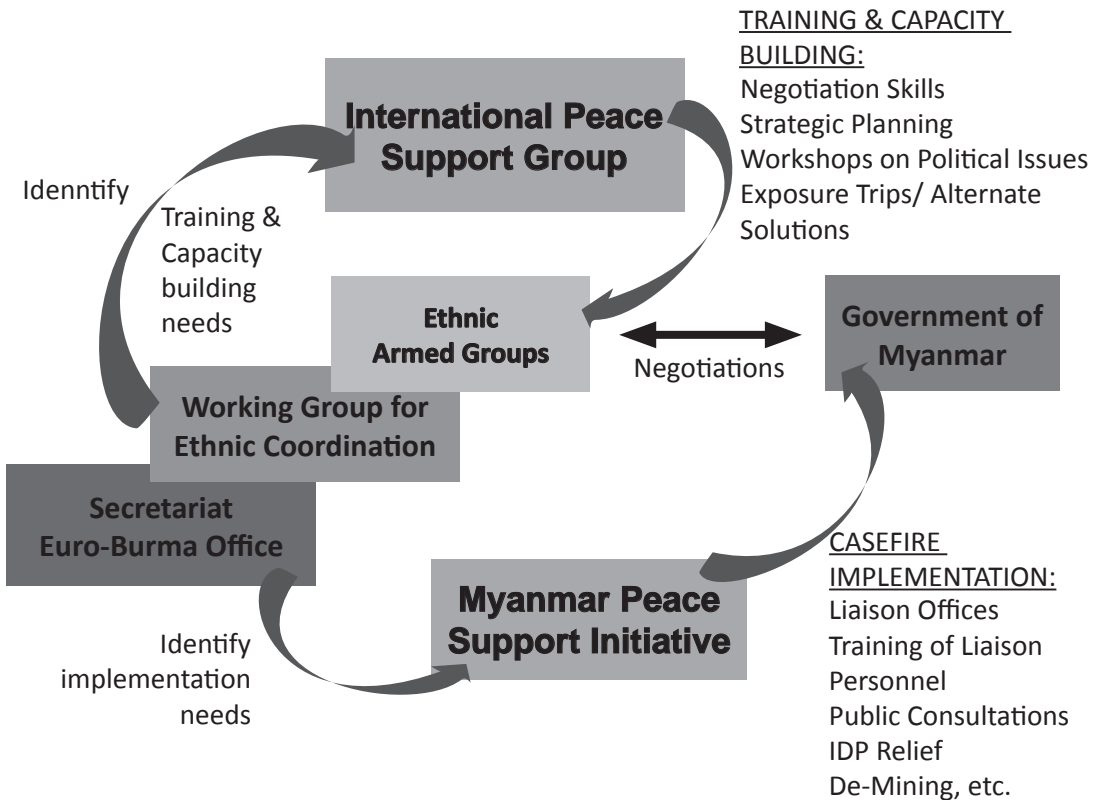 TRAINING & CAPACITY
BUILDING:
Negotiation Skills
Strategic Planning
Workshops on Political Issues
Exposure Trips/ Alternate
Solutions
International Peace
Support Group
Idenntify
Training &
Capacity
building
needs
Ethnic
Armed Groups
Negotiations
Government of
Myanmar
Working Group for
Ethnic Coordination
Secretariat
Euro-Burma Office
Identify
implementation
needs
Myanmar Peace
Support Initiative
CASEFIRE
IMPLEMENTATION:
Liaison Offices
Training of Liaison
Personnel
Public Consultations
IDP Relief
De-Mining, etc.